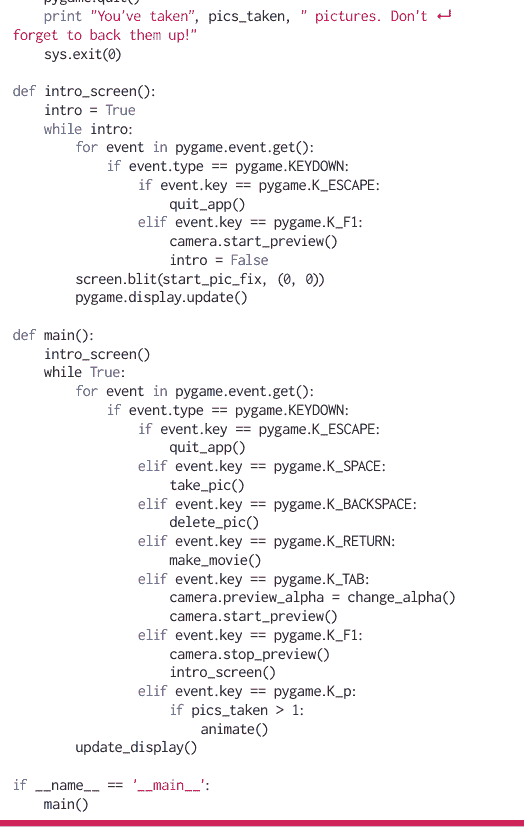 pygame.quit()
    print "You've taken", pics_taken, " pictures. Don't ↵
forget to back them up!"
    sys.exit(0)

def intro_screen():
    intro = True
    while intro:
        for event in pygame.event.get():
            if event.type == pygame.KEYDOWN:
                if event.key == pygame.K_ESCAPE:
                    quit_app()
                elif event.key == pygame.K_F1:
                    camera.start_preview()
                    intro = False
        screen.blit(start_pic_fix, (0, 0))
        pygame.display.update()

def main():
    intro_screen()
    while True:
        for event in pygame.event.get():
            if event.type == pygame.KEYDOWN:
                if event.key == pygame.K_ESCAPE:
                    quit_app()
                elif event.key == pygame.K_SPACE:
                    take_pic()
                elif event.key == pygame.K_BACKSPACE:
                    delete_pic()
                elif event.key == pygame.K_RETURN:
                    make_movie()
                elif event.key == pygame.K_TAB:
                    camera.preview_alpha = change_alpha()
                    camera.start_preview()
                elif event.key == pygame.K_F1:
                    camera.stop_preview()
                    intro_screen()
                elif event.key == pygame.K_p:
                    if pics_taken > 1:
                        animate()
        update_display()

if __name__ == '__main__':
    main()